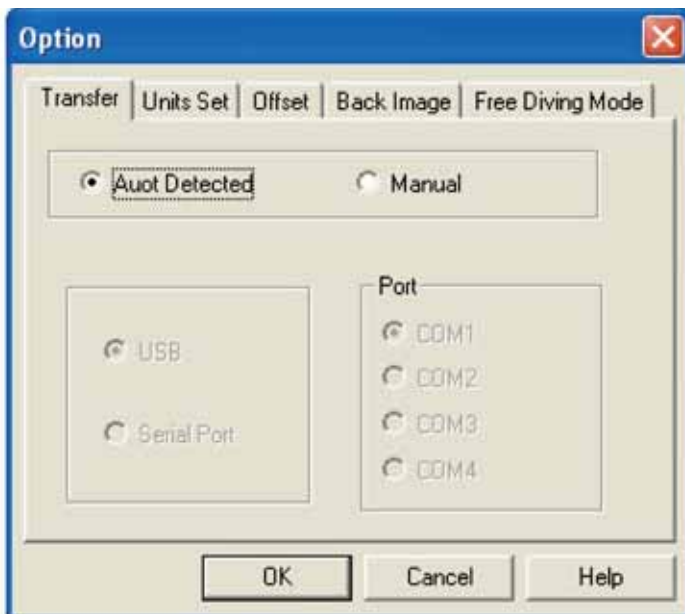 Option
Transfer Units Set Offset Back Image Free Diving Mode
Auot Detected Manual
Port
USB
Serial Port
COM1
COM2
COM3
COM4
OK Cancel Help